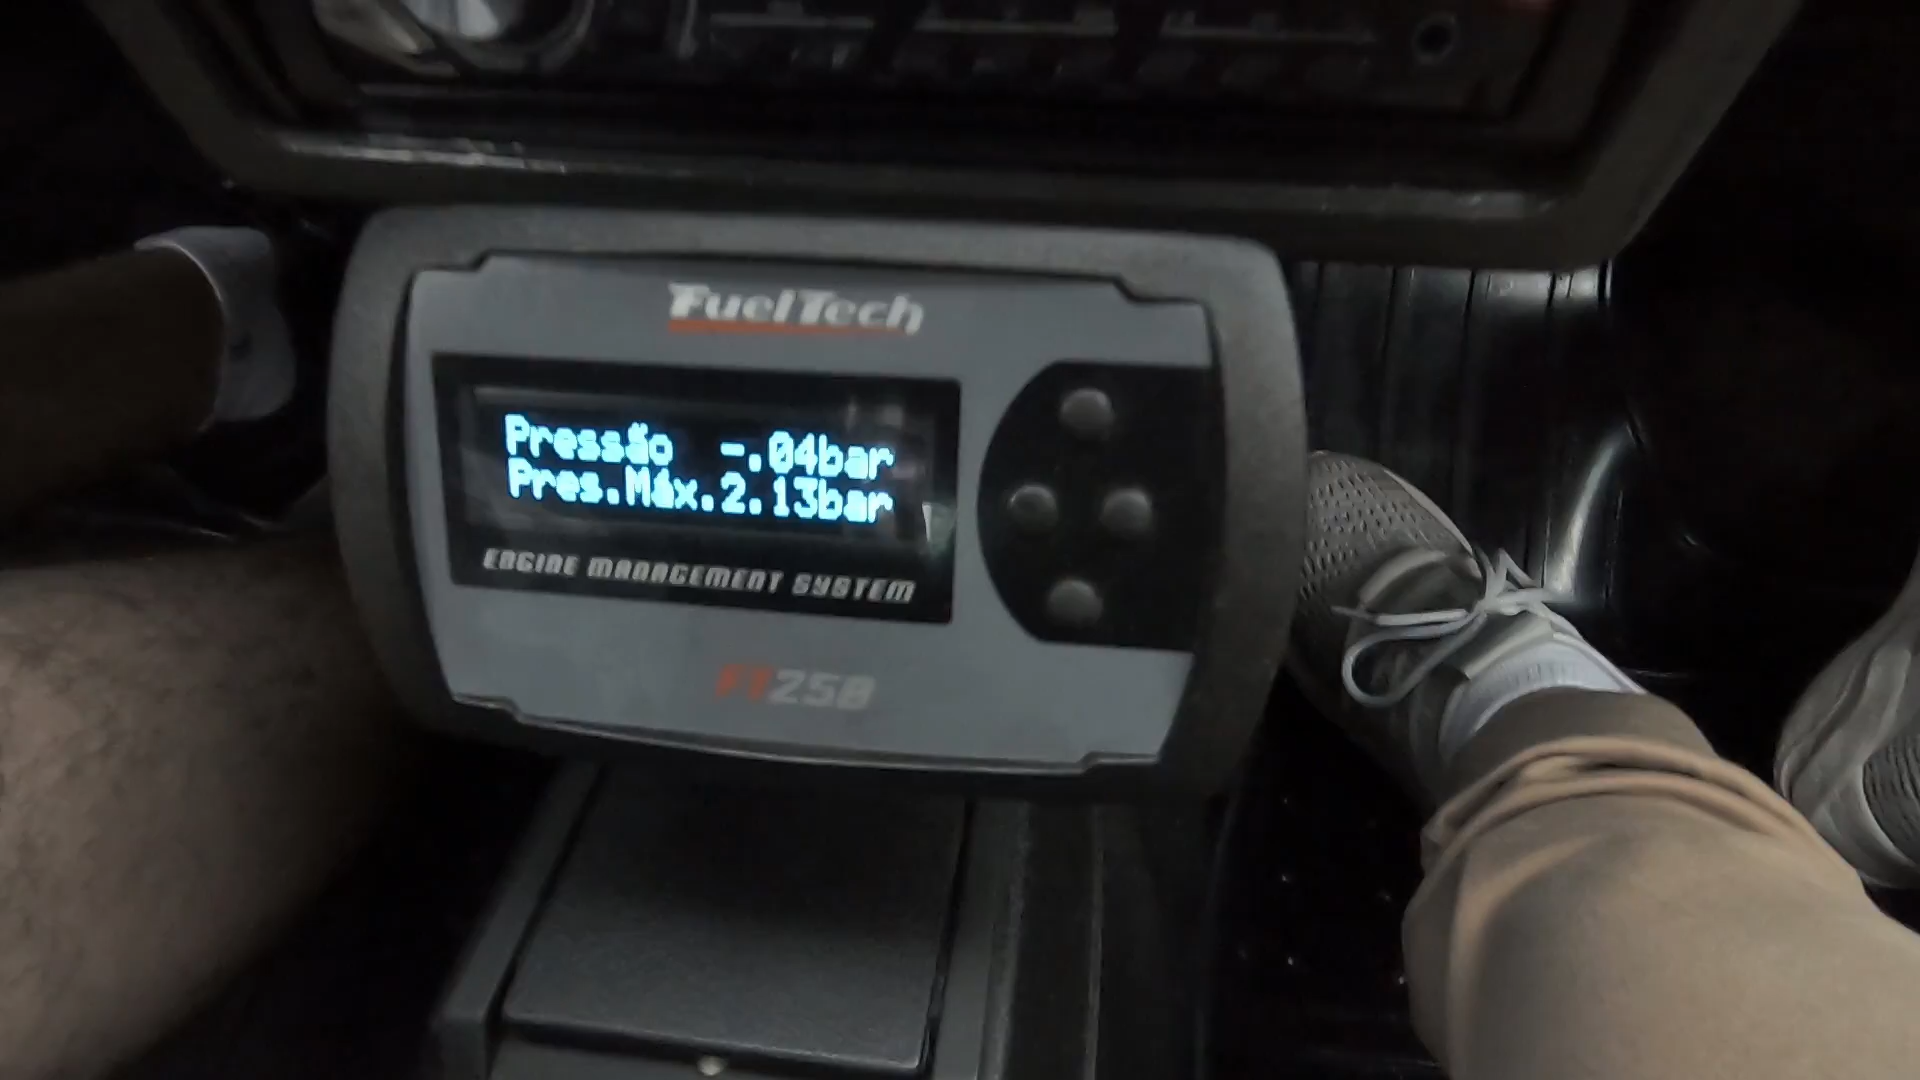 FuelTech
Pressão -.04bar
Pres.Máx.2.13bar
ENGINE MANAGEMENT SYSTEM
FT250